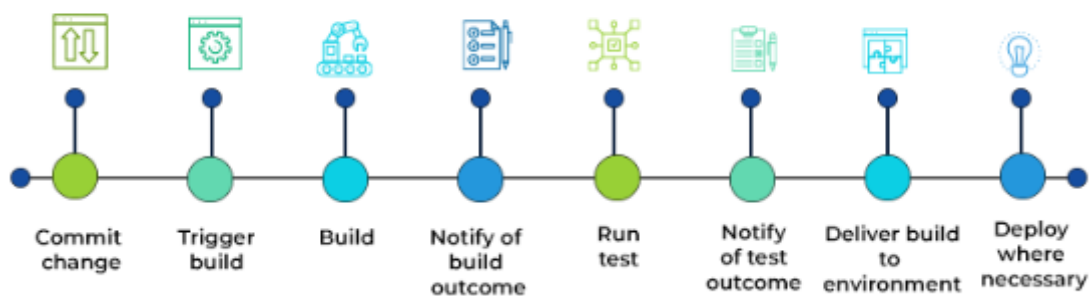 Commit
change
Trigger
build
Build
Notify of
build
outcome
Run
test
Notify
of test
outcome
Deliver build
to
environment
Deploy
where
necessary